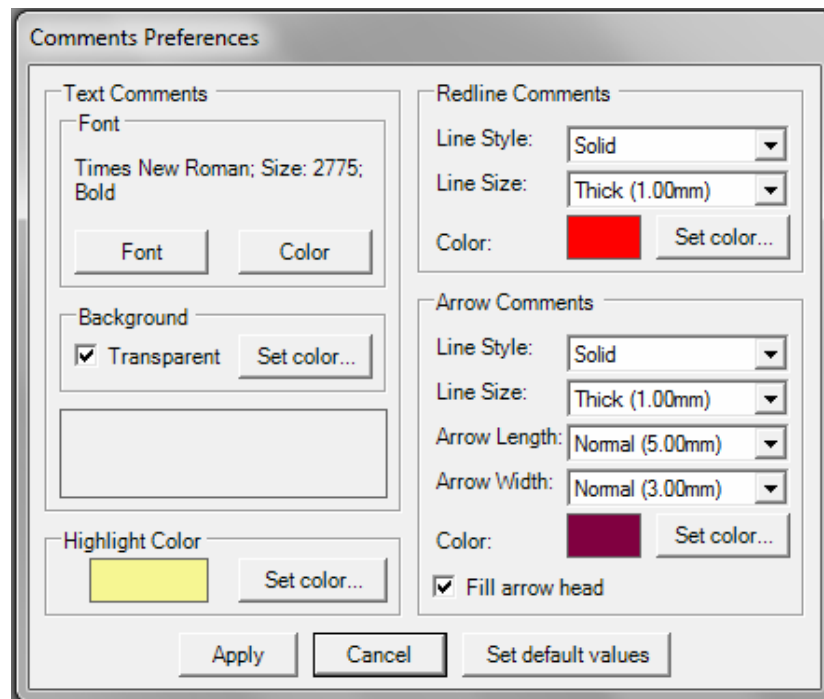 Comments Preferences
Text Comments
Font
Times New Roman; Size: 2775;
Bold
Font
Color
Background
Transparent
Set color...
Highlight Color
Set color...
Redline Comments
Line Style:
Solid
Line Size:
Thick (1.00mm)
Color:
Set color...
Arrow Comments
Line Style:
Solid
Line Size:
Thick (1.00mm)
Arrow Length:
Normal (5.00mm)
Arrow Width:
Normal (3.00mm)
Color:
Set color...
Fill arrow head
Apply
Cancel
Set default values